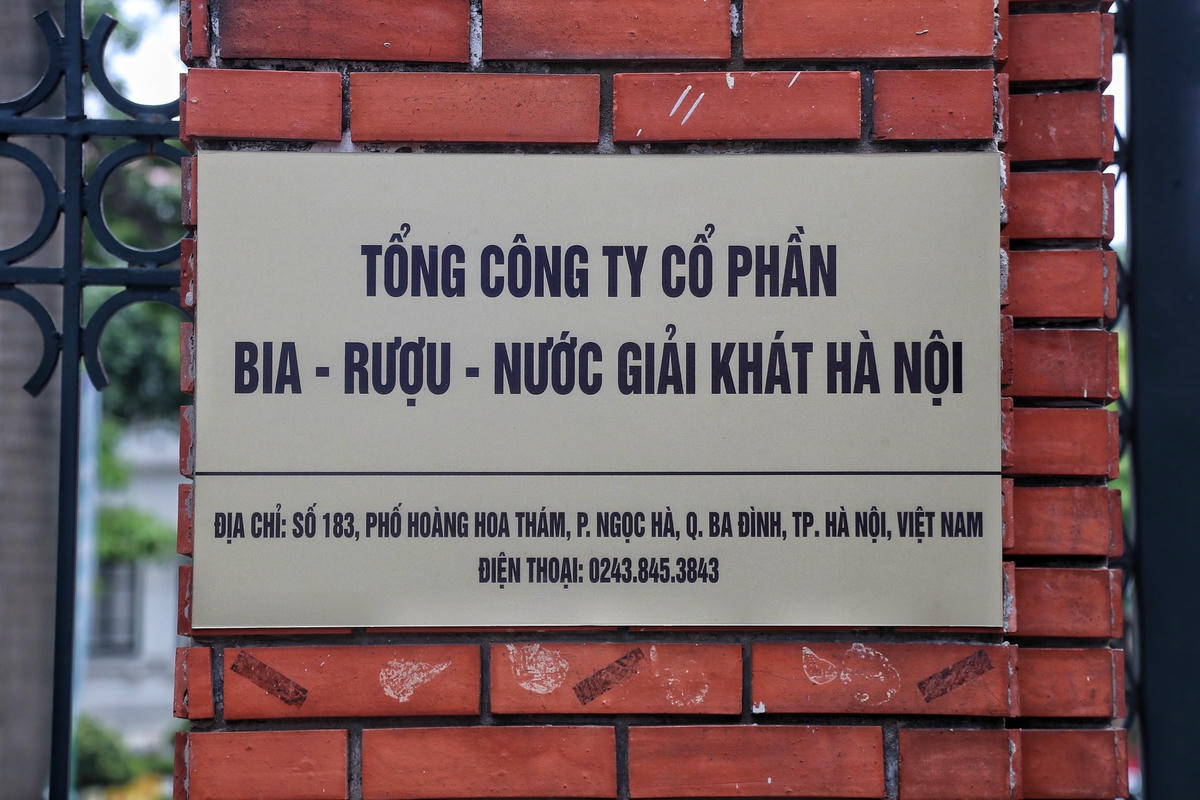 TỔNG CÔNG TY CỔ PHẦN
BIA - RƯỢU - NƯỚC GIẢI KHÁT HÀ NỘI
ĐỊA CHỈ: SỐ 183, PHỐ HOÀNG HOA THÁM, P. NGỌC HÀ, Q. BA ĐÌNH, TP. HÀ NỘI, VIỆT NAM
ĐIỆN THOẠI: 0243.845.3843